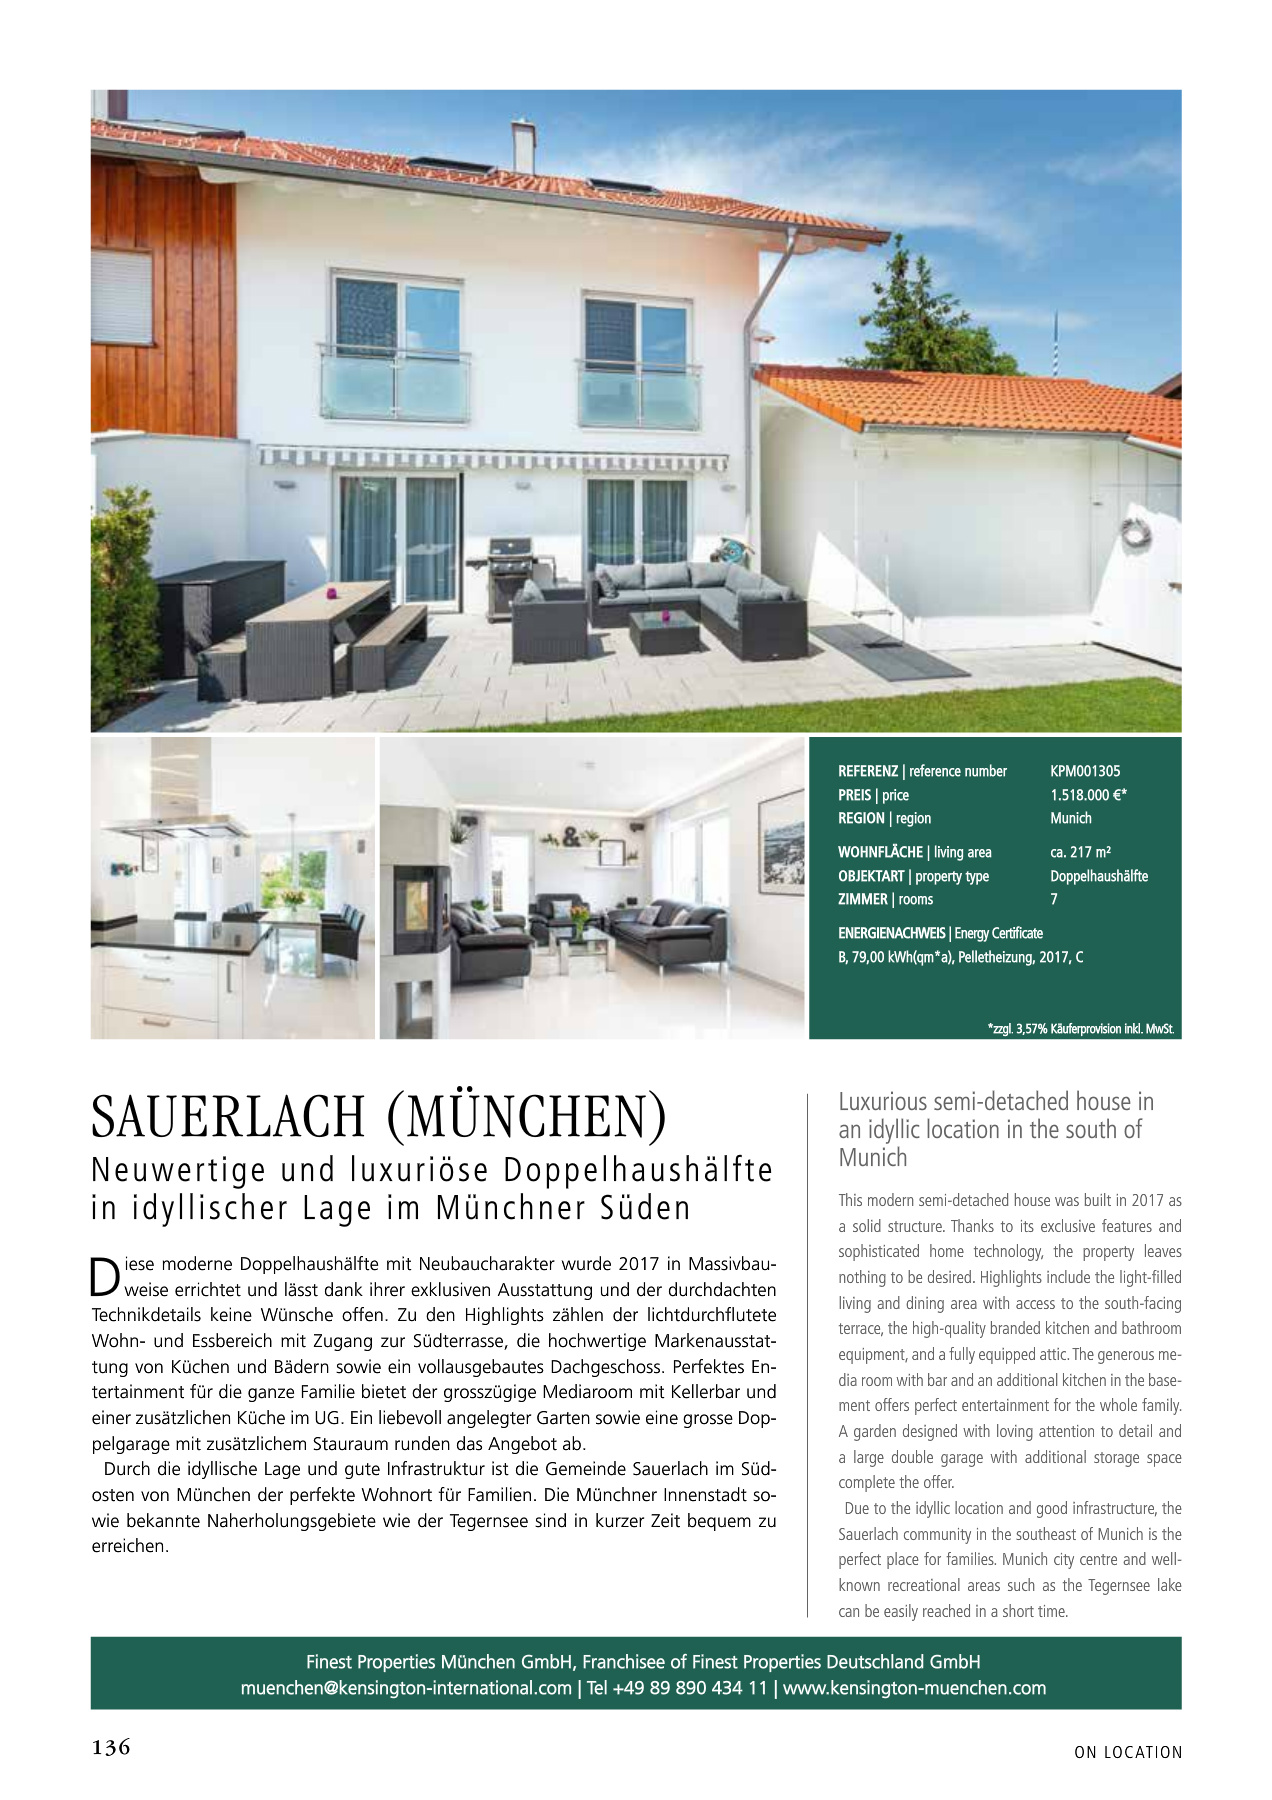 REFERENZ | reference number KPM001305
PREIS | price 1.518.000 €*
REGION | region Munich
WOHNFLÄCHE | living area ca. 217 m²
OBJEKTART | property type Doppelhaushälfte
ZIMMER | rooms 7
ENERGIENACHWEIS | Energy Certificate
B, 79,00 kWh(qm*a), Pelletheizung, 2017, C
*zzgl. 3,57% Käuferprovision inkl. MwSt.
SAUERLACH (MÜNCHEN)
Neuwertige und luxuriöse Doppelhaushälfte
in idyllischer Lage im Münchner Süden
Diese moderne Doppelhaushälfte mit Neubaucharakter wurde 2017 in Massivbau-
weise errichtet und lässt dank ihrer exklusiven Ausstattung und der durchdachten
Technikdetails keine Wünsche offen. Zu den Highlights zählen der lichtdurchflutete
Wohn- und Essbereich mit Zugang zur Südterrasse, die hochwertige Markenausstat-
tung von Küchen und Bädern sowie ein vollausgebautes Dachgeschoss. Perfektes En-
tertainment für die ganze Familie bietet der grosszügige Mediaroom mit Kellerbar und
einer zusätzlichen Küche im UG. Ein liebevoll angelegter Garten sowie eine grosse Dop-
pelgarage mit zusätzlichem Stauraum runden das Angebot ab.
Durch die idyllische Lage und gute Infrastruktur ist die Gemeinde Sauerlach im Süd-
osten von München der perfekte Wohnort für Familien. Die Münchner Innenstadt so-
wie bekannte Naherholungsgebiete wie der Tegernsee sind in kurzer Zeit bequem zu
erreichen.
Luxurious semi-detached house in
an idyllic location in the south of
Munich
This modern semi-detached house was built in 2017 as
a solid structure. Thanks to its exclusive features and
sophisticated home technology, the property leaves
nothing to be desired. Highlights include the light-filled
living and dining area with access to the south-facing
terrace, the high-quality branded kitchen and bathroom
equipment, and a fully equipped attic. The generous me-
dia room with bar and an additional kitchen in the base-
ment offers perfect entertainment for the whole family.
A garden designed with loving attention to detail and
a large double garage with additional storage space
complete the offer.
Due to the idyllic location and good infrastructure, the
Sauerlach community in the southeast of Munich is the
perfect place for families. Munich city centre and well-
known recreational areas such as the Tegernsee lake
can be easily reached in a short time.
Finest Properties München GmbH, Franchisee of Finest Properties Deutschland GmbH
muenchen@kensington-international.com | Tel +49 89 890 434 11 | www.kensington-muenchen.com
136
ON LOCATION